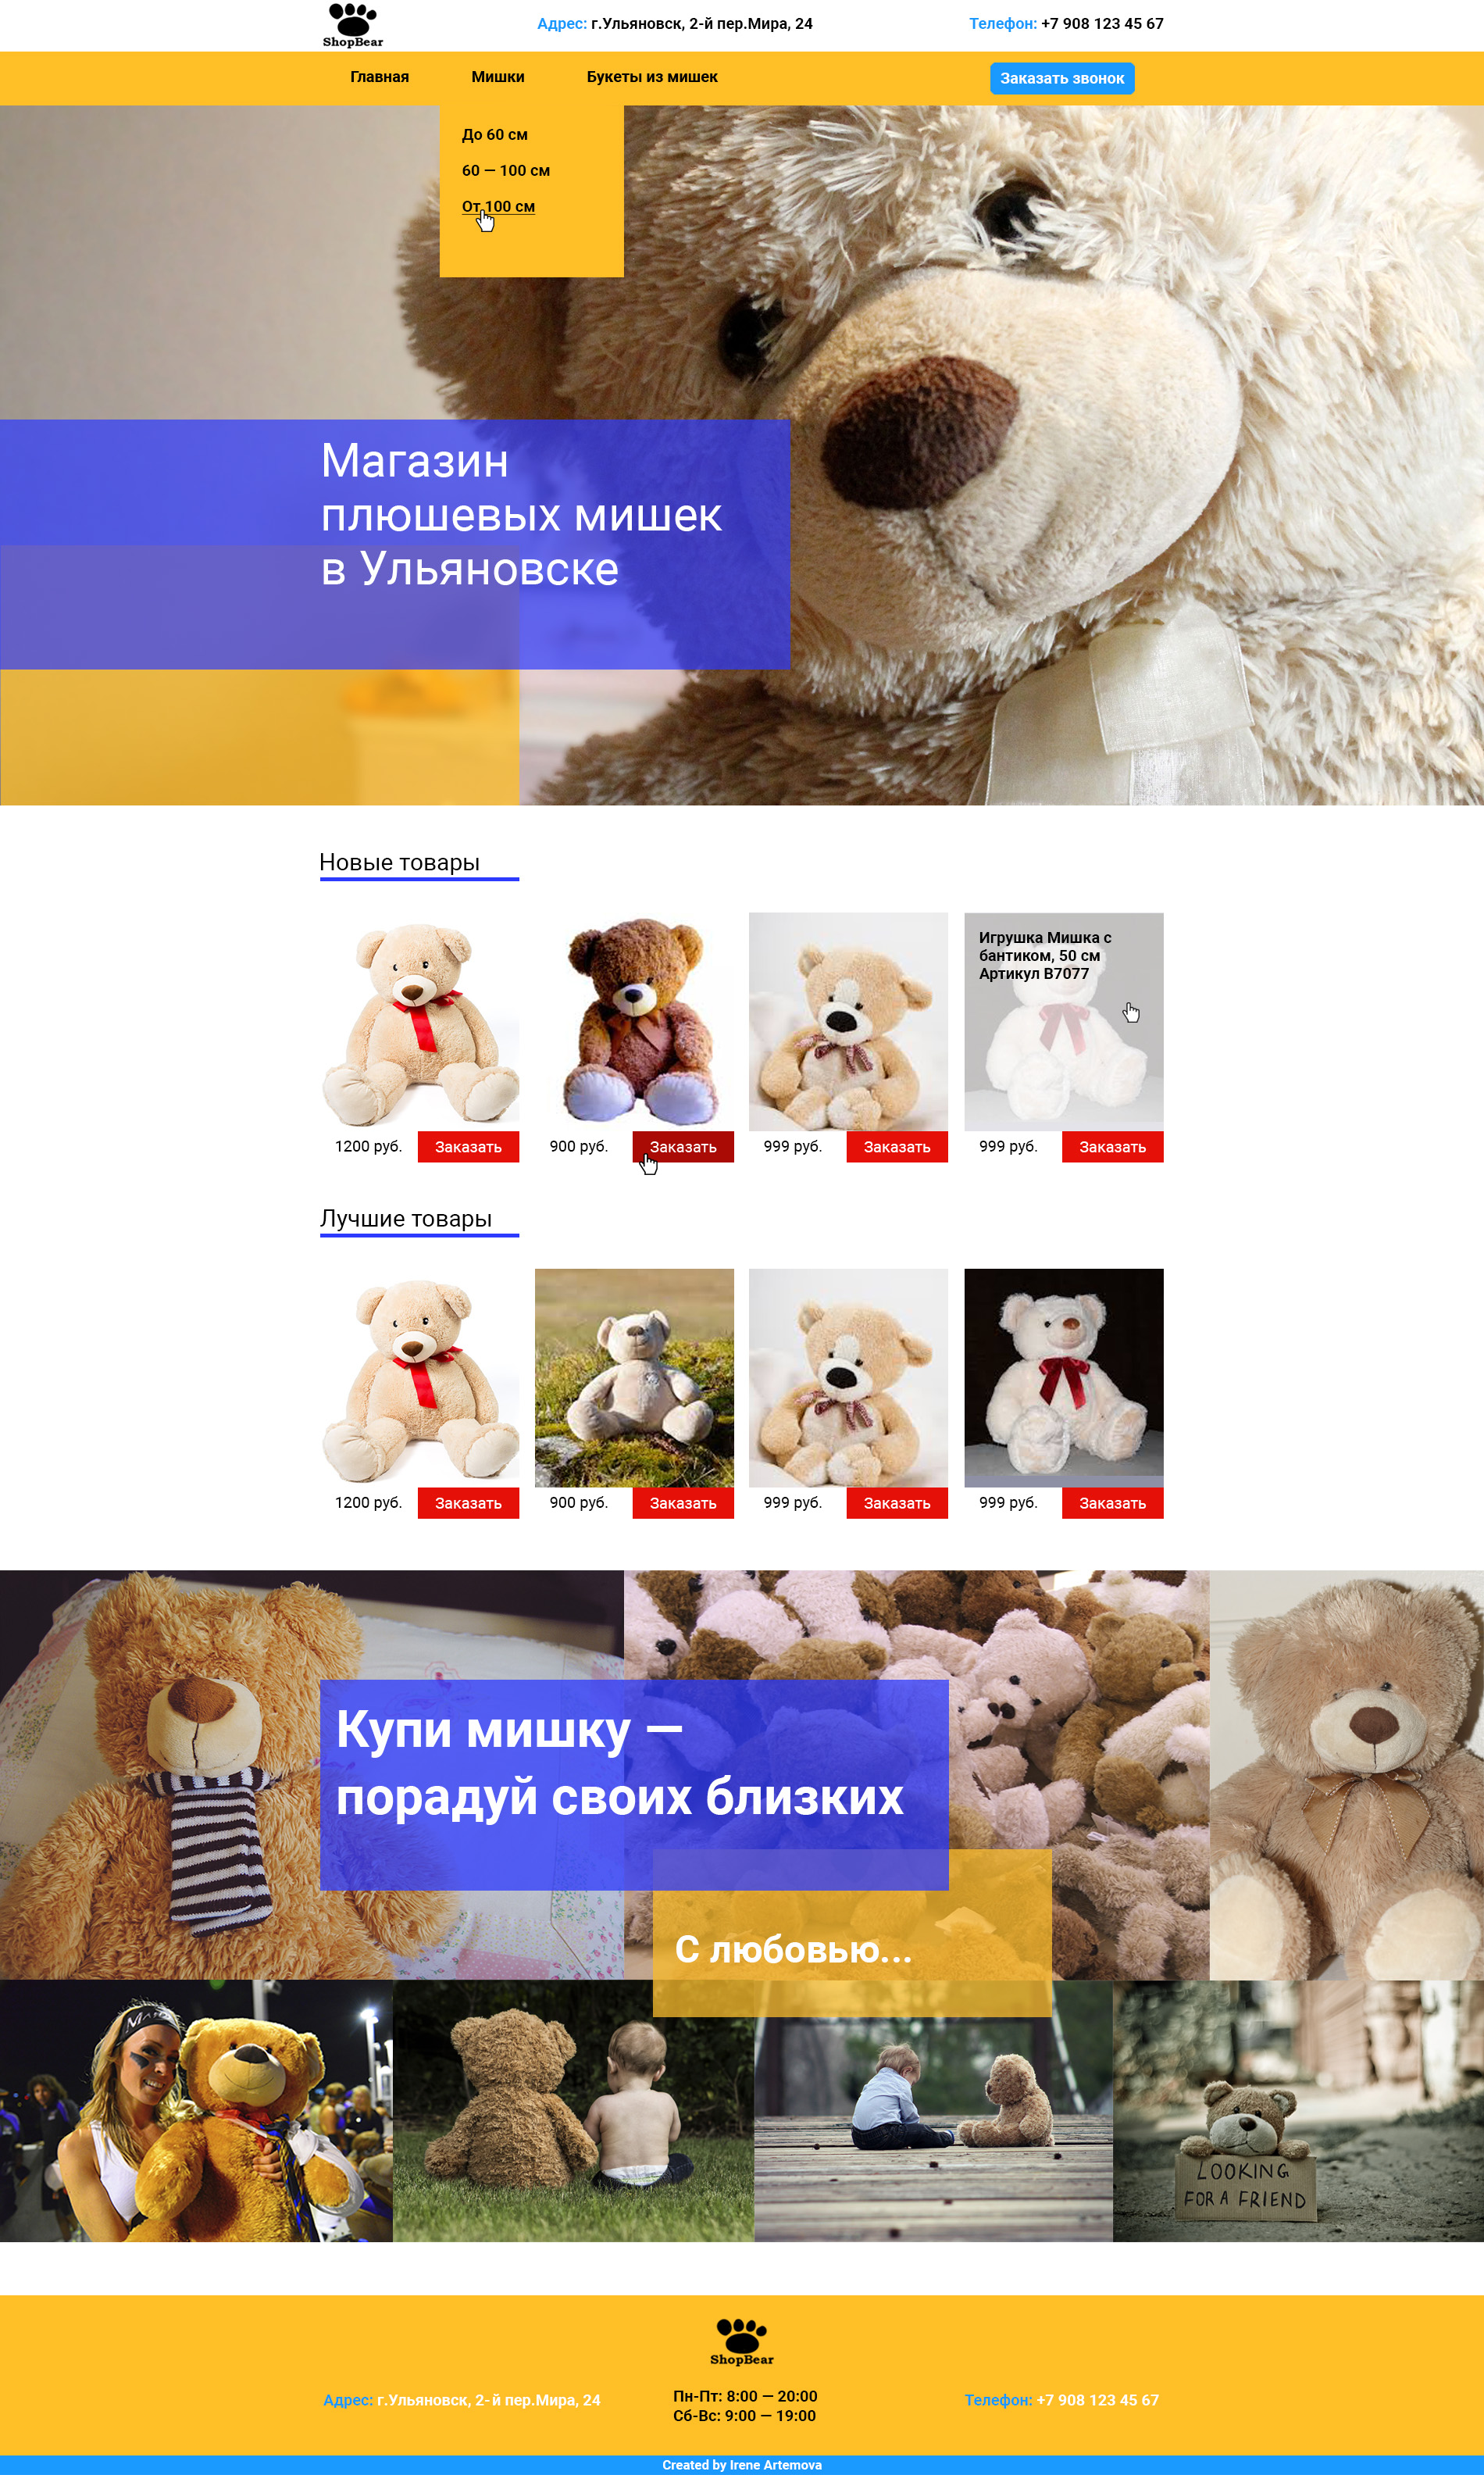 ShopBear
Адрес: г.Ульяновск, 2-й пер.Мира, 24
Телефон: +7 908 123 45 67
Главная
Мишки
Букеты из мишек
Заказать звонок
До 60 см
60 — 100 см
От 100 см
Магазин
плюшевых мишек
в Ульяновске
Новые товары
Игрушка Мишка с
бантиком, 50 см
Артикул В7077
1200 руб.
Заказать
900 руб.
Заказать
999 руб.
Заказать
999 руб.
Заказать
Лучшие товары
1200 руб.
Заказать
900 руб.
Заказать
999 руб.
Заказать
999 руб.
Заказать
Купи мишку —
порадуй своих близких
С любовью...
LOOKING
FOR A FRIEND
ShopBear
Адрес: г.Ульяновск, 2-й пер.Мира, 24
Пн-Пт: 8:00 — 20:00
Сб-Вс: 9:00 — 19:00
Телефон: +7 908 123 45 67
Created by Irene Artemova